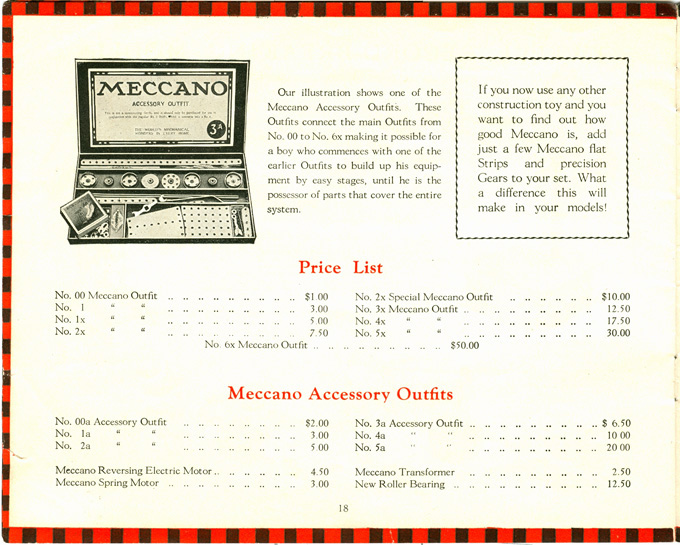 MECCANO
ACCESSORY OUTFIT
THE WORLD'S MECHANICAL
3A
Our illustration shows one of the
Meccano Accessory Outfits. These
Outfits connect the main Outfits from
No. 00 to No. 6x making it possible for
a boy who commences with one of the
earlier Outfits to build up his equip-
ment by easy stages, until he is the
possessor of parts that cover the entire
system.
If you now use any other
construction toy and you
want to find out how
good Meccano is, add
just a few Meccano flat
Strips and precision
Gears to your set. What
a difference this will
make in your models!
Price List
No. 00 Meccano Outfit .. .. .. .. .. .. .. .. .. $1.00
No. 1 " " .. .. .. .. .. .. .. .. .. 3.00
No. 1x " " .. .. .. .. .. .. .. .. .. 5.00
No. 2x " " .. .. .. .. .. .. .. .. .. 7.50
No. 2x Special Meccano Outfit .. .. .. .. .. .. $10.00
No. 3x Meccano Outfit .. .. .. .. .. .. .. .. .. 12.50
No. 4x " " .. .. .. .. .. .. .. .. .. 17.50
No. 5x " " .. .. .. .. .. .. .. .. .. 30.00
No. 6x Meccano Outfit .. .. .. .. .. .. .. .. .. $50.00
Meccano Accessory Outfits
No. 00a Accessory Outfit .. .. .. .. .. .. .. .. $2.00
No. 1a " " .. .. .. .. .. .. .. .. 3.00
No. 2a " " .. .. .. .. .. .. .. .. 5.00
No. 3a Accessory Outfit .. .. .. .. .. .. .. .. .. $ 6.50
No. 4a " " .. .. .. .. .. .. .. 10 00
No. 5a " " .. .. .. .. .. .. .. 20 00
Meccano Reversing Electric Motor .. .. .. .. .. .. 4.50
Meccano Spring Motor .. .. .. .. .. .. .. .. .. 3.00
Meccano Transformer .. .. .. .. .. .. .. 2.50
New Roller Bearing .. .. .. .. .. .. .. .. .. 12.50
18